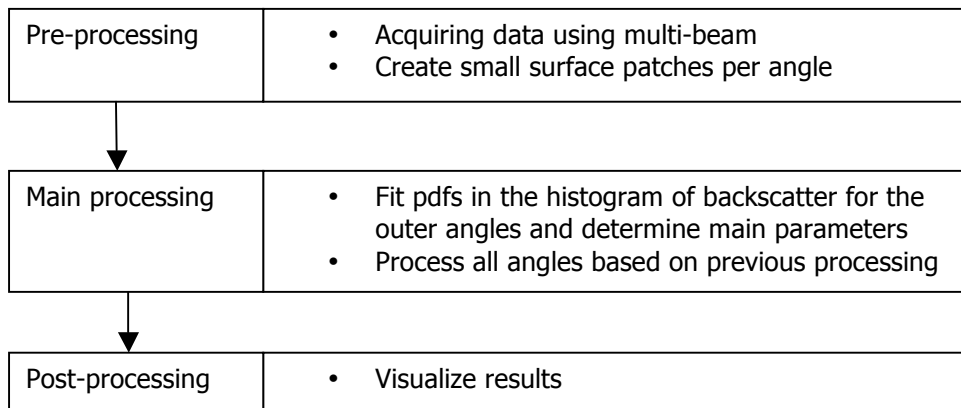 Pre-processing
• Acquiring data using multi-beam
• Create small surface patches per angle
Main processing
• Fit pdfs in the histogram of backscatter for the
outer angles and determine main parameters
• Process all angles based on previous processing
Post-processing
• Visualize results